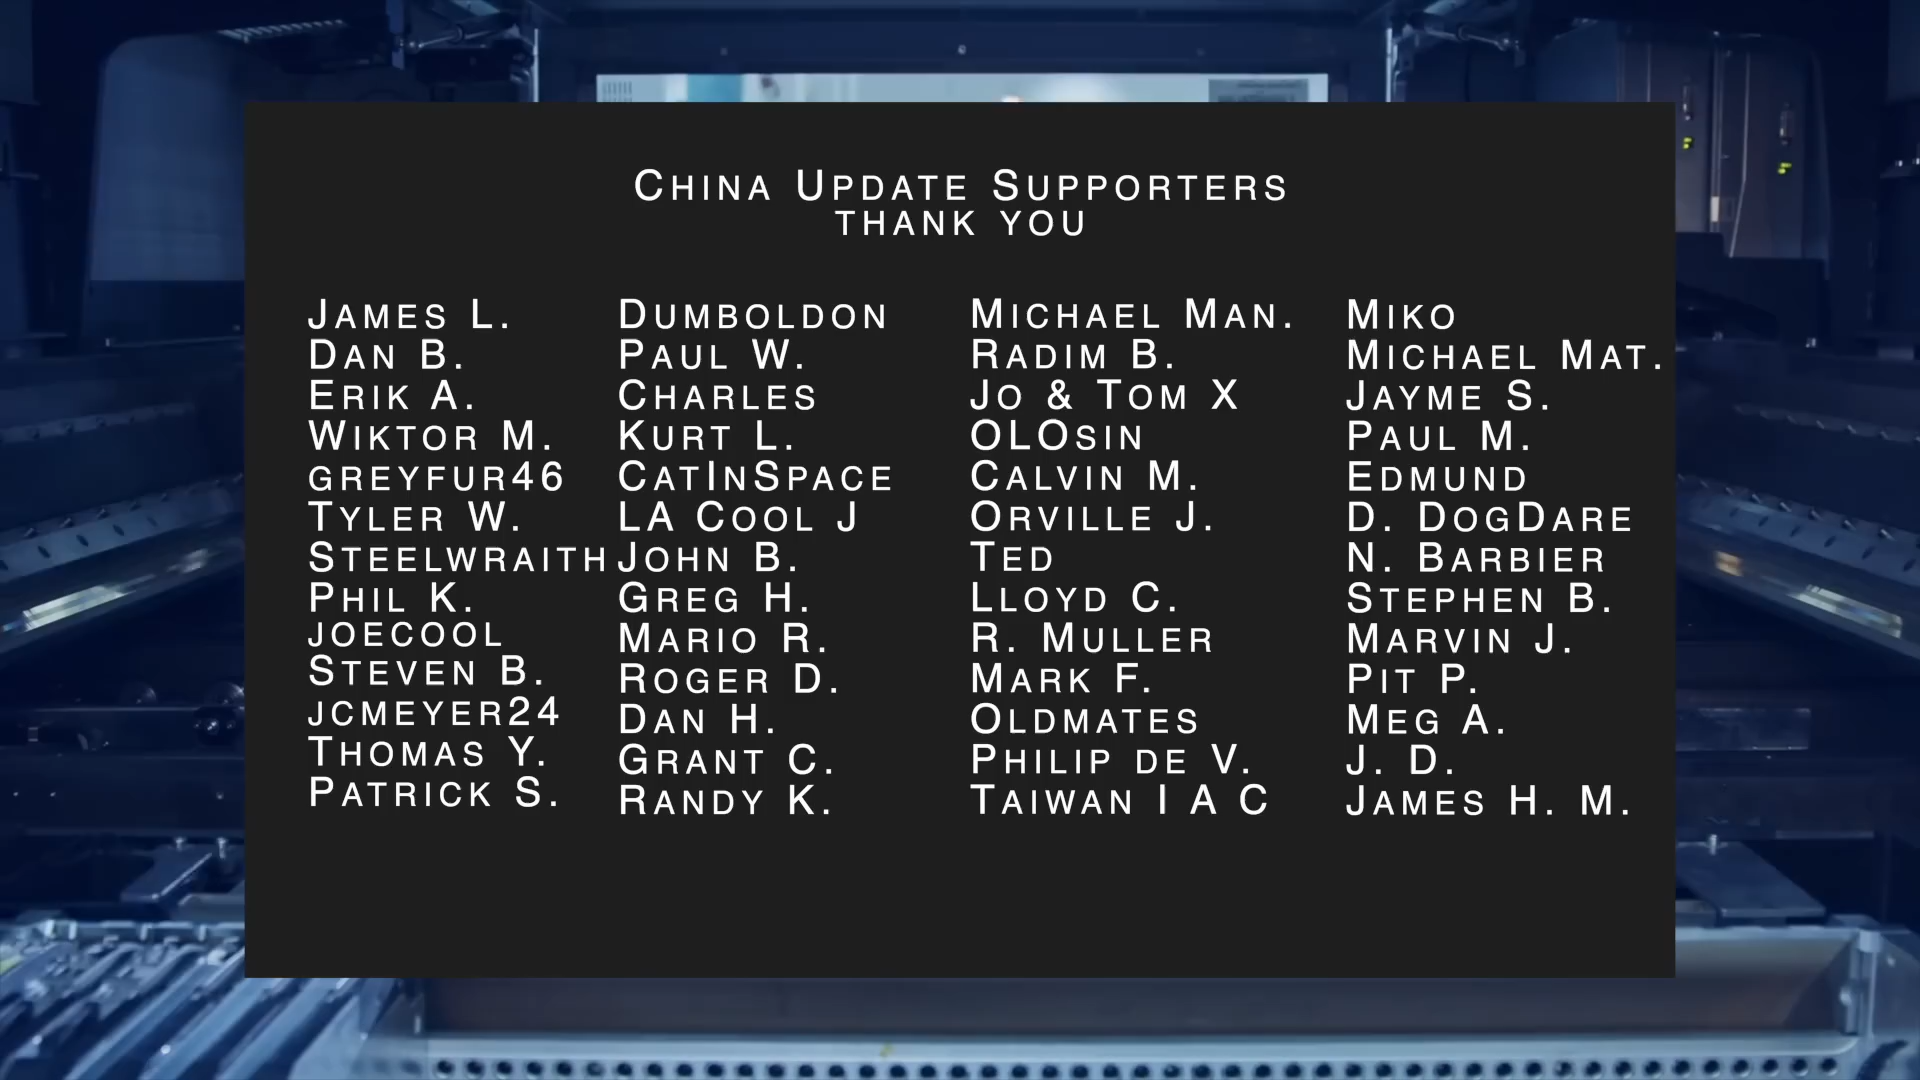 China Update Supporters
THANK YOU
James L.
Dan B.
Erik A.
Wiktor M.
greyfur46
Tyler W.
Steelwraith
Phil K.
joecool
Steven B.
jcmeyer24
Thomas Y.
Patrick S.
Dumboldon
Paul W.
Charles
Kurt L.
CatInSpace
LA Cool J
John B.
Greg H.
Mario R.
Roger D.
Dan H.
Grant C.
Randy K.
Michael Man.
Radim B.
Jo & Tom X
OLOsin
Calvin M.
Orville J.
Ted
Lloyd C.
R. Muller
Mark F.
Oldmates
Philip de V.
Taiwan I A C
Miko
Michael Mat.
Jayme S.
Paul M.
Edmund
D. DogDare
N. Barbier
Stephen B.
Marvin J.
Pit P.
Meg A.
J. D.
James H. M.